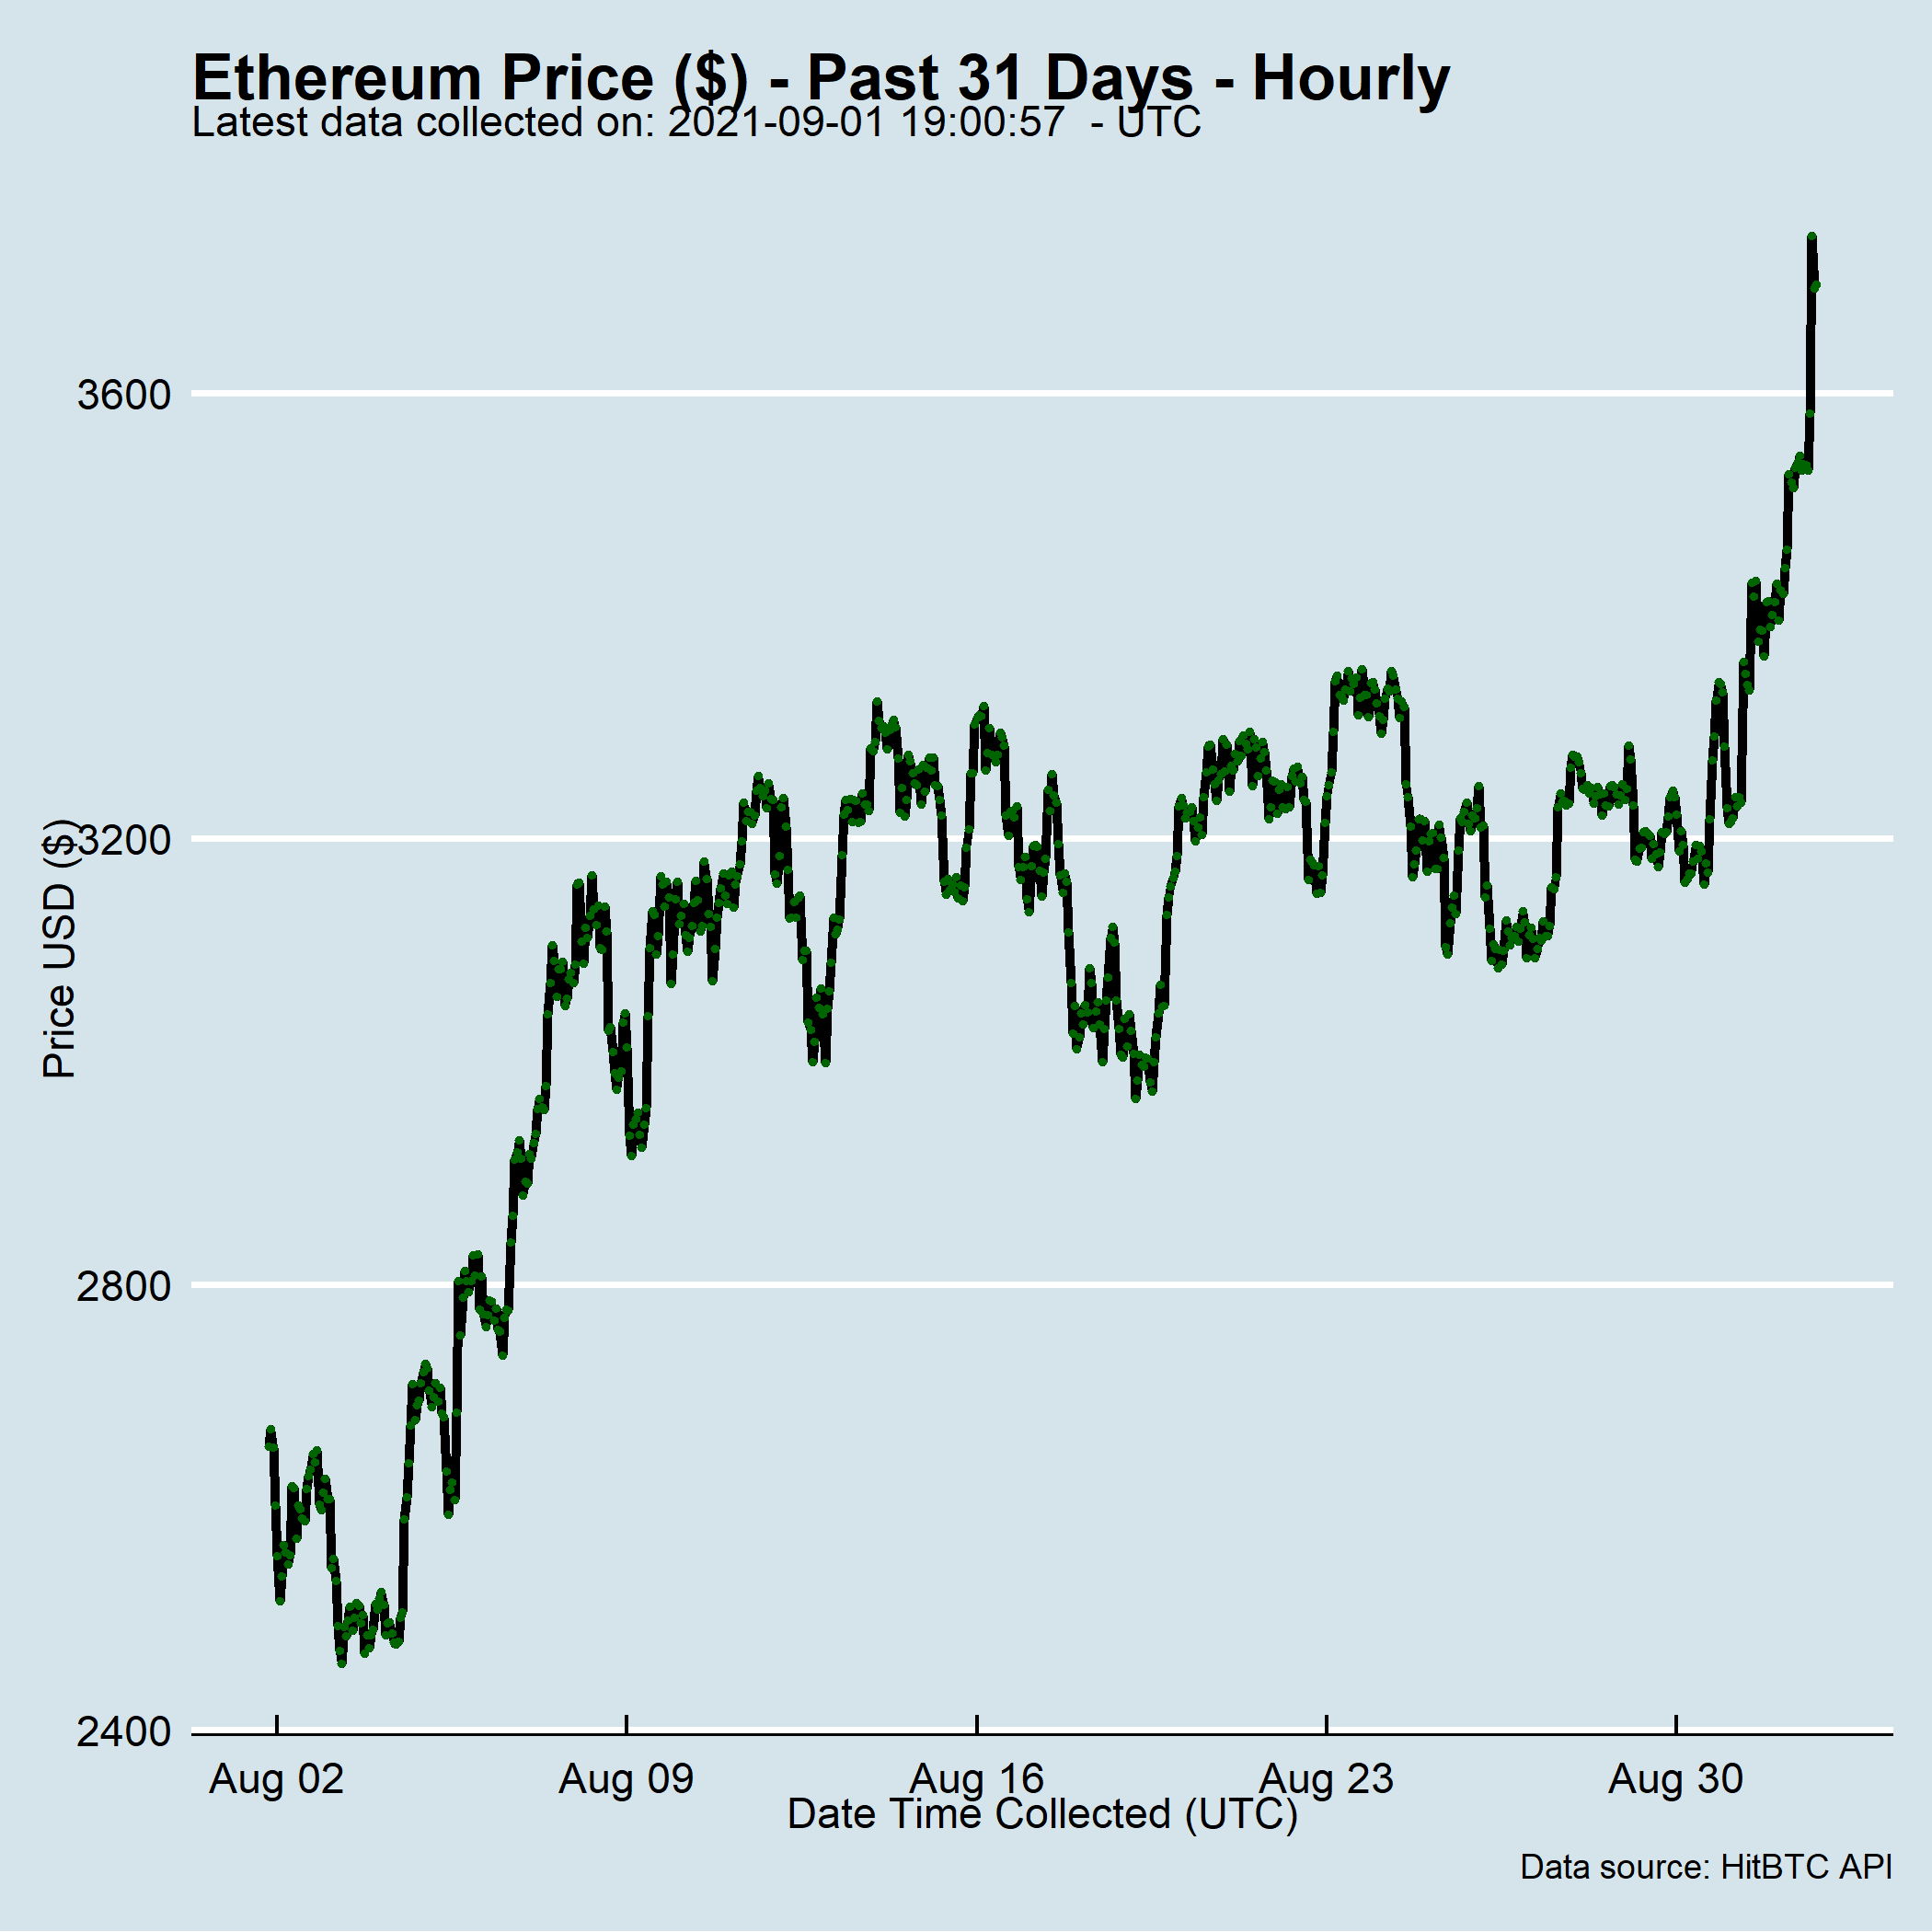 Ethereum Price ($) - Past 31 Days - Hourly
Latest data collected on: 2021-09-01 19:00:57  - UTC
Price USD ($)
3600
3200
2800
2400
Aug 02
Aug 09
Aug 16
Aug 23
Aug 30
Date Time Collected (UTC)
Data source: HitBTC API